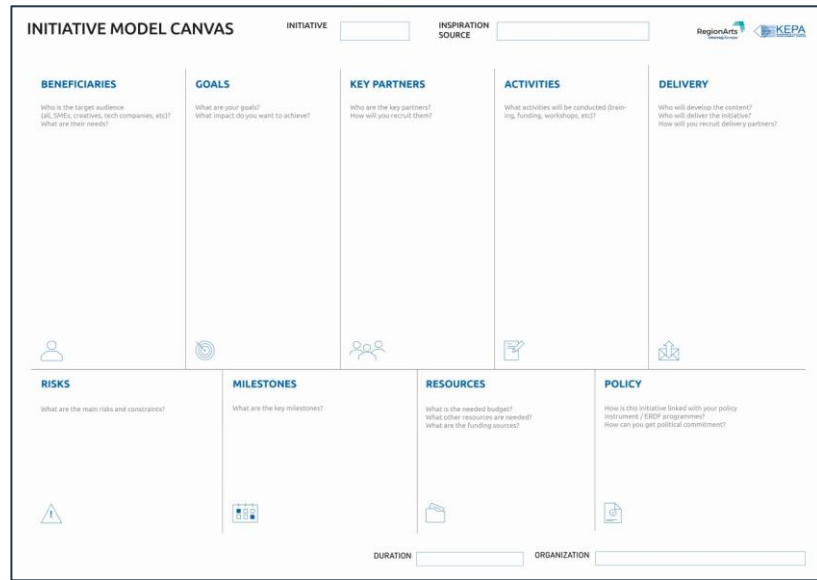 INITIATIVE MODEL CANVAS
INITIATIVE
INSPIRATION
SOURCE
RegionArts
Interreg Europe
KEPA
BENEFICIARIES
Who is the target audience
(all, SMEs, creatives, tech companies, etc)?
What are their needs?
GOALS
What are your goals?
What impact do you want to achieve?
KEY PARTNERS
Who are the key partners?
How will you recruit them?
ACTIVITIES
What activities will be conducted (train-
ing, funding, workshops, etc)?
DELIVERY
Who will develop the content?
Who will deliver the initiative?
How will you recruit delivery partners?
RISKS
What are the main risks and constraints?
MILESTONES
What are the key milestones?
RESOURCES
What is the needed budget?
What other resources are needed?
What are the funding sources?
POLICY
How is this initiative linked with your policy
instrument / ERDF programmes?
How can you get political commitment?
DURATION
ORGANIZATION